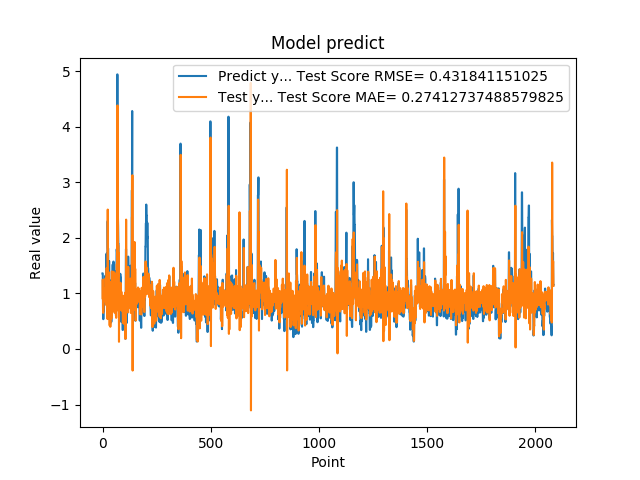 Model predict
Predict y... Test Score RMSE= 0.431841151025
Test y... Test Score MAE= 0.27412737488579825
5
4
3
2
1
0
−1
Real value
0 500 1000 1500 2000
Point